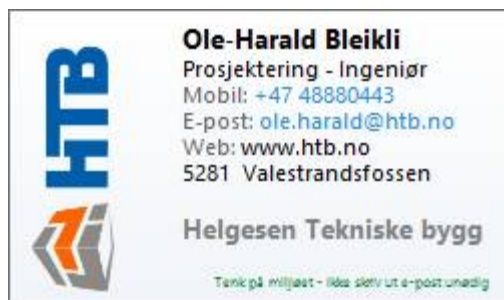 HTB
Ole-Harald Bleikli
Prosjektering - Ingeniør
Mobil: +47 48880443
E-post: ole.harald@htb.no
Web: www.htb.no
5281 Valestrandsfossen
Helgesen Tekniske bygg
Tenk på miljøet - ikke skriv ut e-post unødig